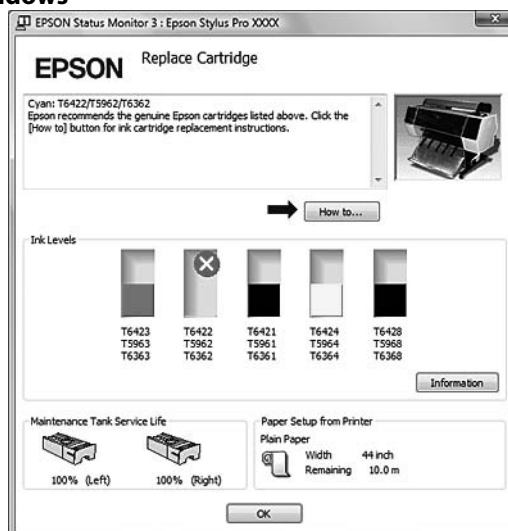 EPSON Status Monitor 3 : Epson Stylus Pro XXXX
EPSON
Replace Cartridge
Cyan: T6422/T5962/T6362
Epson recommends the genuine Epson cartridges listed above. Click the
[How to] button for ink cartridge replacement instructions.
How to...
Ink Levels
T6423 T6422 T6421 T6424 T6428
T5963 T5962 T5961 T5964 T5968
T6363 T6362 T6361 T6364 T6368
Information
Maintenance Tank Service Life
100% (Left) 100% (Right)
Paper Setup from Printer
Plain Paper
Width 44 inch
Remaining 10.0 m
OK